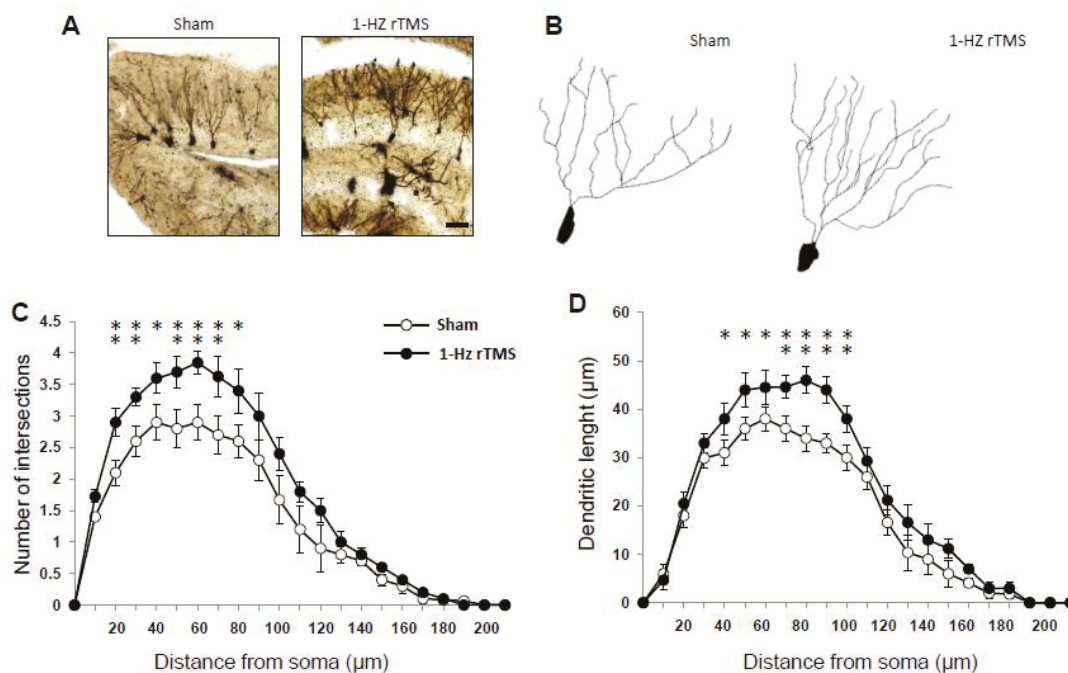 A
Sham
1-HZ rTMS
B
Sham
1-HZ rTMS
C
Number of intersections
4.5
4
3.5
3
2.5
2
1.5
1
0.5
0
* * * * * * *
* * * * *
Sham
1-Hz rTMS
20 40 60 80 100 120 140 160 180 200
Distance from soma (µm)
D
Dendritic lenght (µm)
60
50
40
30
20
10
0
* * * * * * *
* * * *
20 40 60 80 100 120 140 160 180 200
Distance from soma (µm)